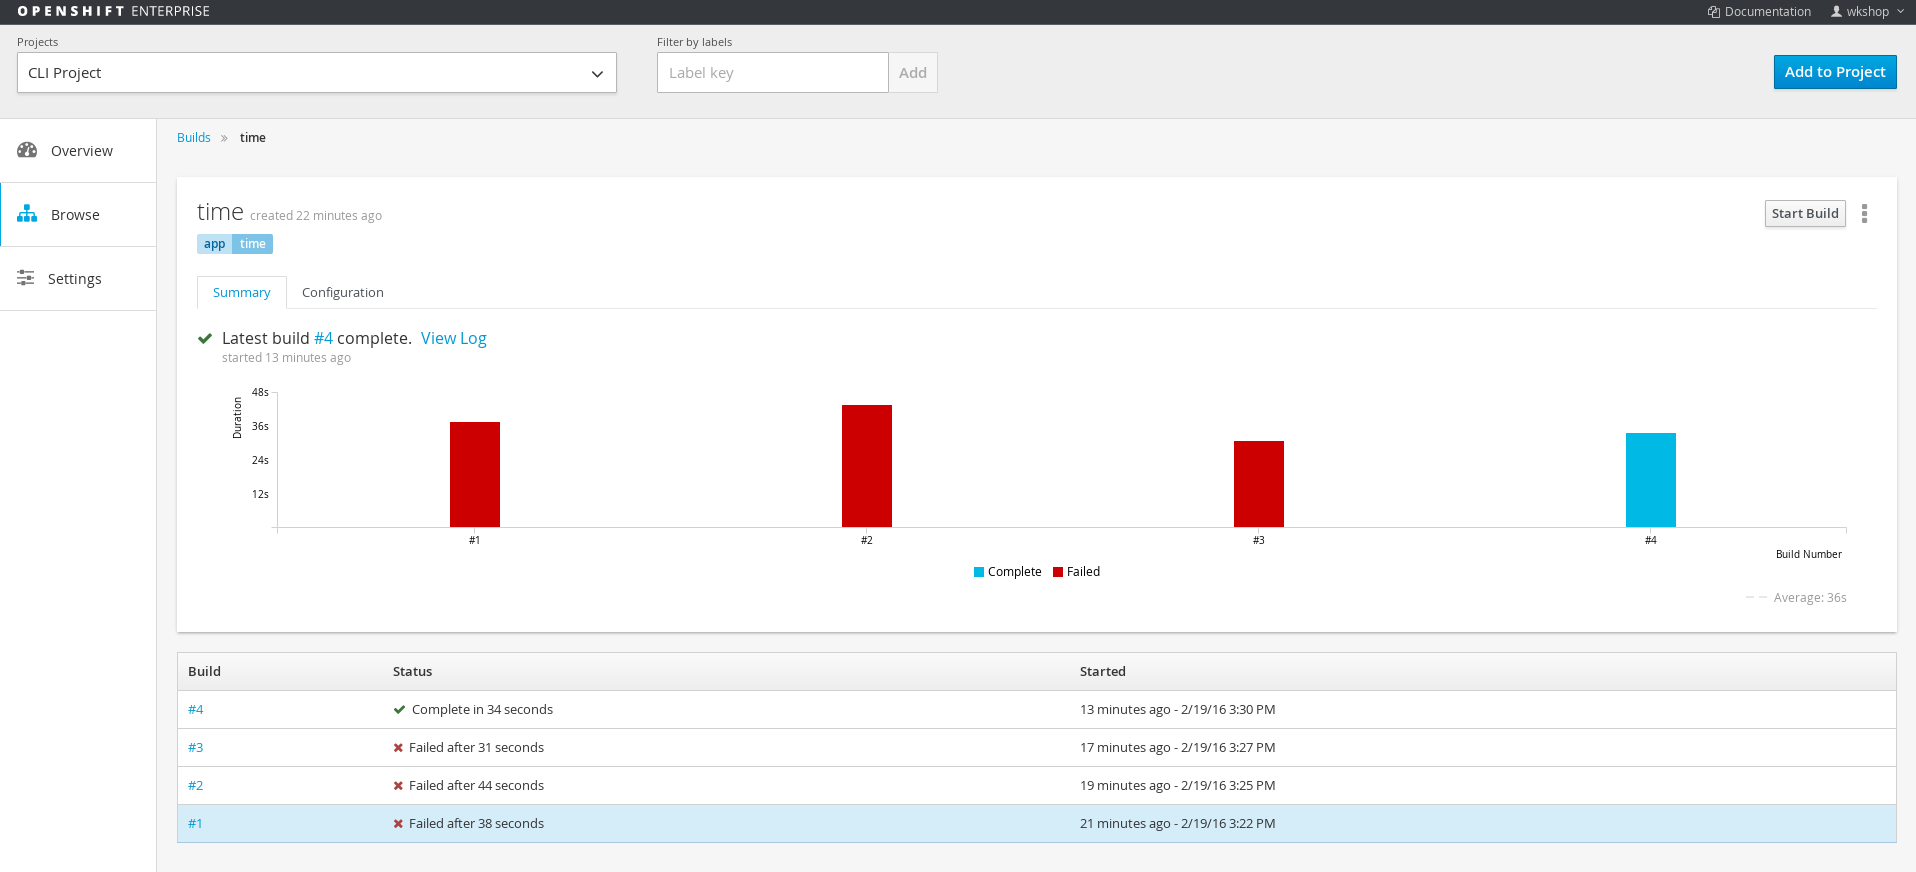 OPENSHIFT ENTERPRISE
Documentation
wkshop
Projects
CLI Project
Filter by labels
Label key
Add
Add to Project
Overview
Browse
Settings
Builds » time
time created 22 minutes ago
app time
Start Build
Summary
Configuration
Latest build #4 complete. View Log
started 13 minutes ago
Duration
48s
36s
24s
12s
#1
#2
#3
#4
Build Number
Complete
Failed
Average: 36s
Build Status Started
#4 Complete in 34 seconds 13 minutes ago - 2/19/16 3:30 PM
#3 Failed after 31 seconds 17 minutes ago - 2/19/16 3:27 PM
#2 Failed after 44 seconds 19 minutes ago - 2/19/16 3:25 PM
#1 Failed after 38 seconds 21 minutes ago - 2/19/16 3:22 PM